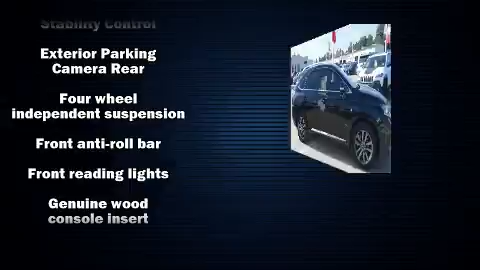 Stability Control
Exterior Parking
Camera Rear
Four wheel
independent suspension
Front anti-roll bar
Front reading lights
Genuine wood
console insert